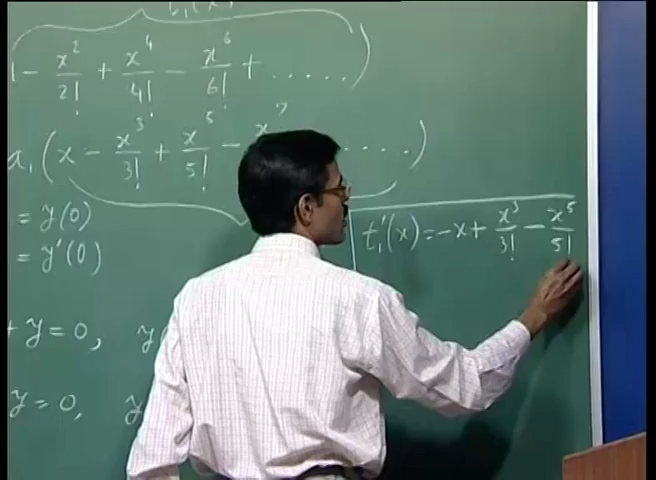 t₁(x)
1 - x²/2! + x⁴/4! - x⁶/6! + ......
a₁(x - x³/3! + x⁵/5! - x⁷ ....)
= y(0)
= y'(0)
t₁'(x) = -x + x³/3! - x⁵/5!
+ y = 0, y
y = 0, y